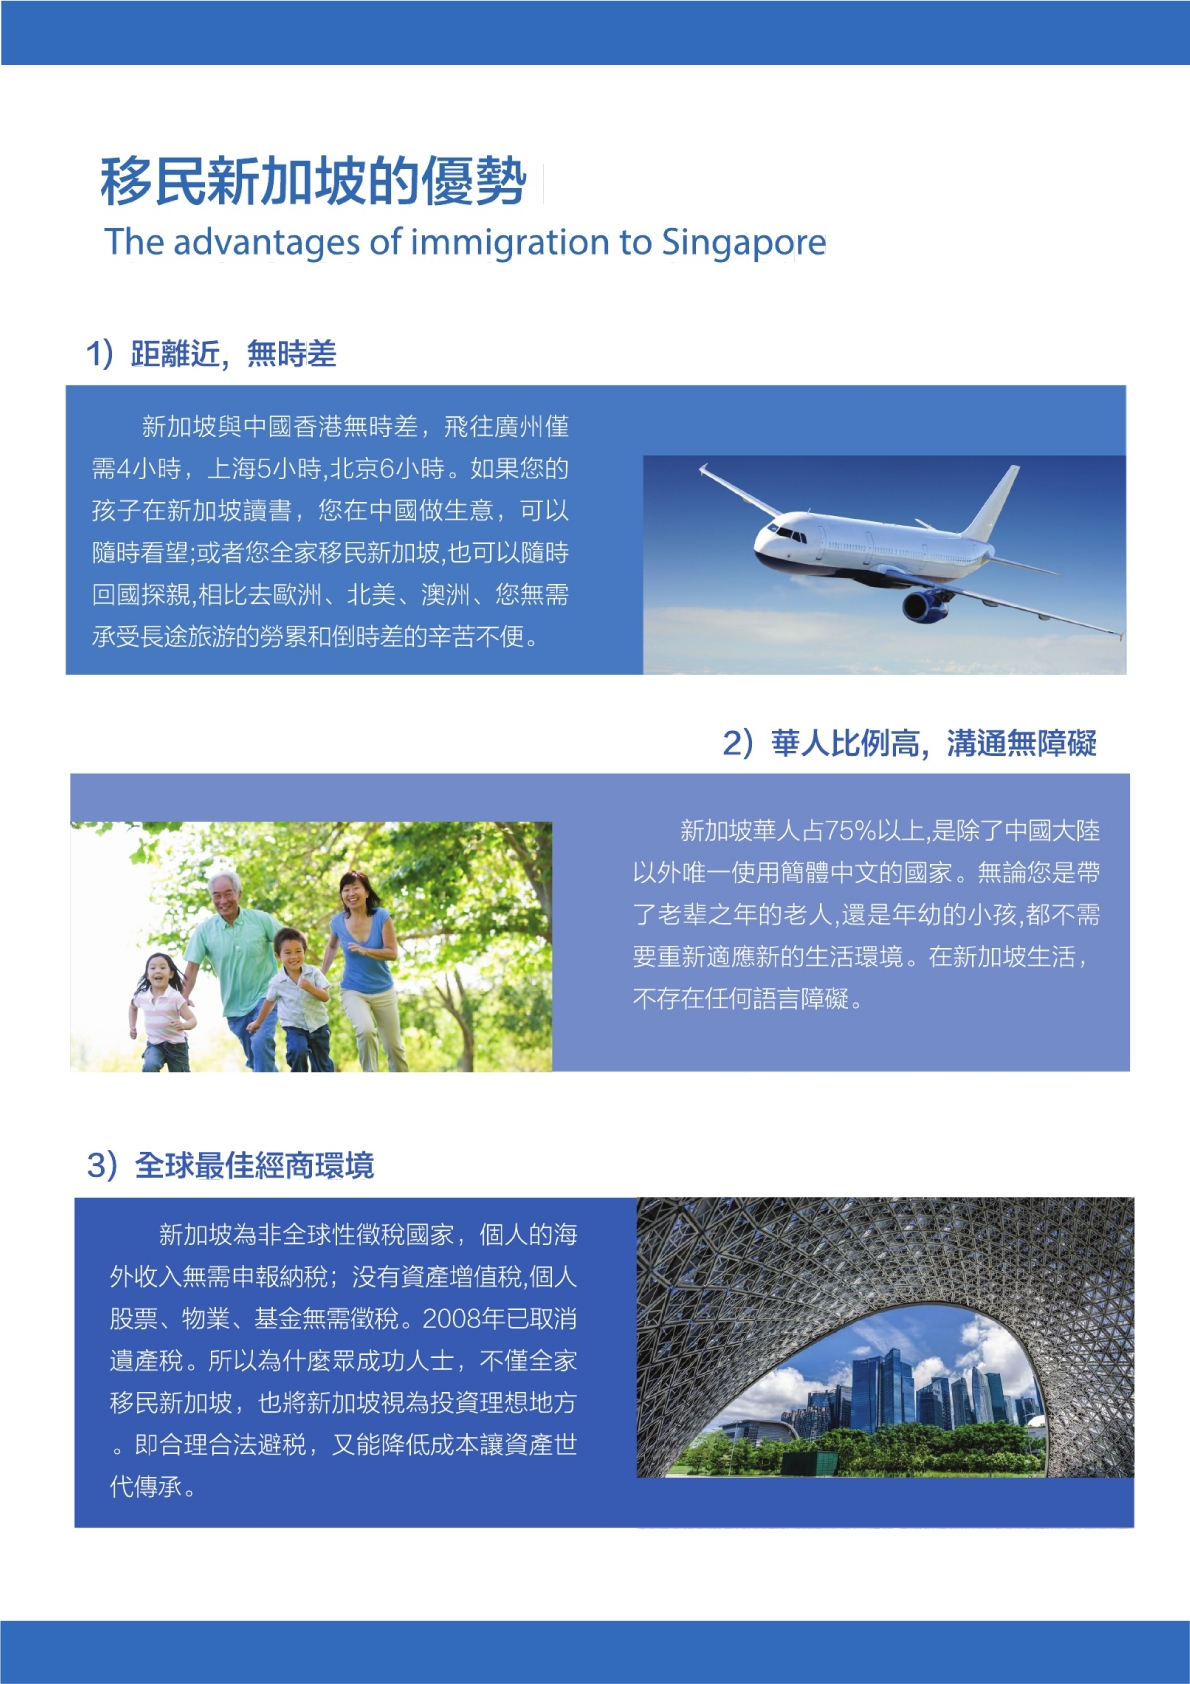 移民新加坡的優勢
The advantages of immigration to Singapore
1）距離近，無時差
新加坡與中國香港無時差，飛往廣州僅
需4小時，上海5小時,北京6小時。如果您的
孩子在新加坡讀書，您在中國做生意，可以
隨時看望;或者您全家移民新加坡,也可以隨時
回國探親,相比去歐洲、北美、澳洲、您無需
承受長途旅游的勞累和倒時差的辛苦不便。
2）華人比例高，溝通無障礙
新加坡華人占75%以上,是除了中國大陸
以外唯一使用簡體中文的國家。無論您是帶
了老輩之年的老人,還是年幼的小孩,都不需
要重新適應新的生活環境。在新加坡生活，
不存在任何語言障礙。
3）全球最佳經商環境
新加坡為非全球性徵稅國家，個人的海
外收入無需申報納稅；没有資產增值稅,個人
股票、物業、基金無需徵稅。2008年已取消
遺產稅。所以為什麼眾成功人士，不僅全家
移民新加坡，也將新加坡視為投資理想地方
。即合理合法避税，又能降低成本讓資產世
代傳承。